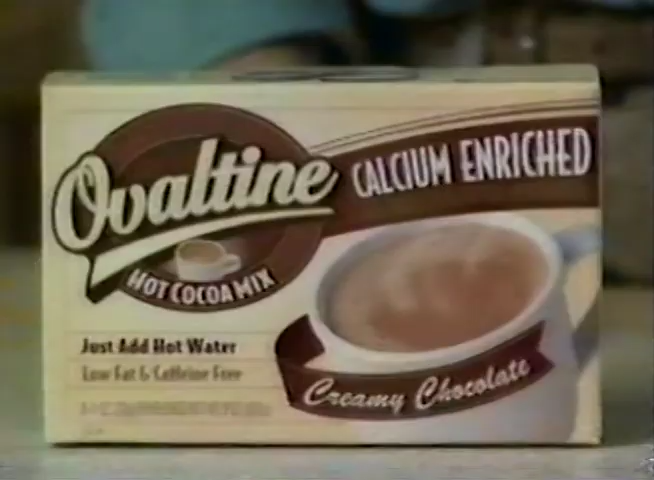 Ovaltine
CALCIUM ENRICHED
HOT COCOA MIX
Just Add Hot Water
Low Fat & Caffeine Free
Creamy Chocolate